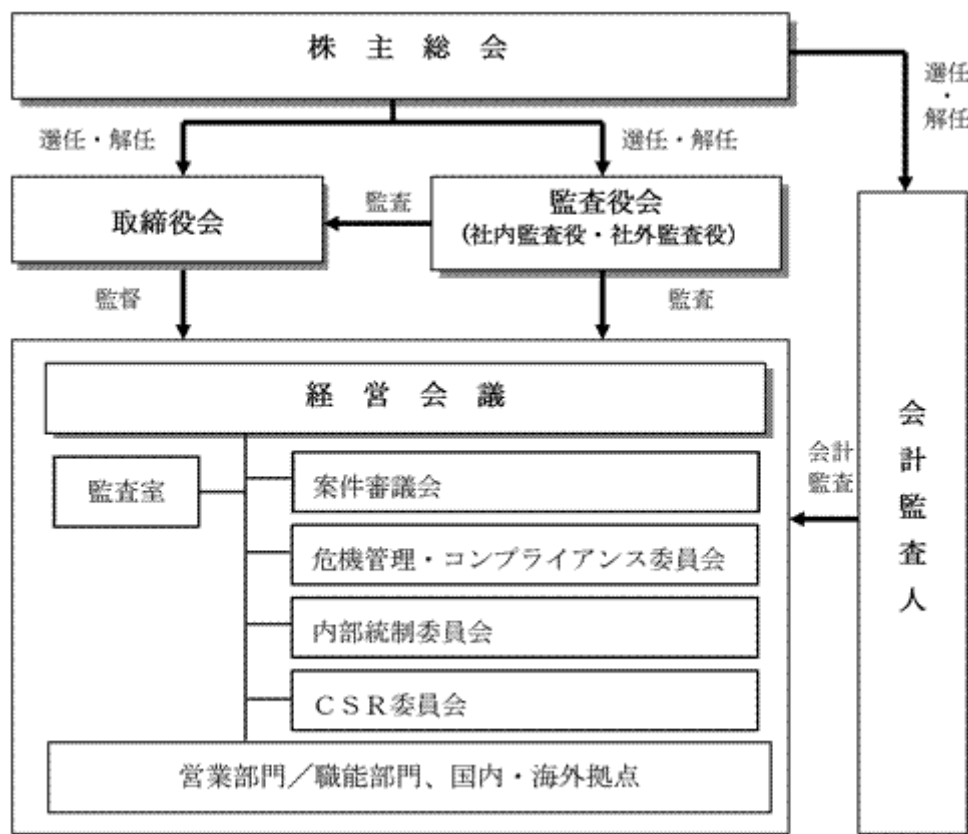 株主総会
選任・解任
選任・解任
選任
・
解任
取締役会
監査
監査役会
(社内監査役・社外監査役)
監督
監査
経営会議
監査室
案件審議会
危機管理・コンプライアンス委員会
内部統制委員会
CSR委員会
営業部門／職能部門、国内・海外拠点
会計
監査
会計監査人